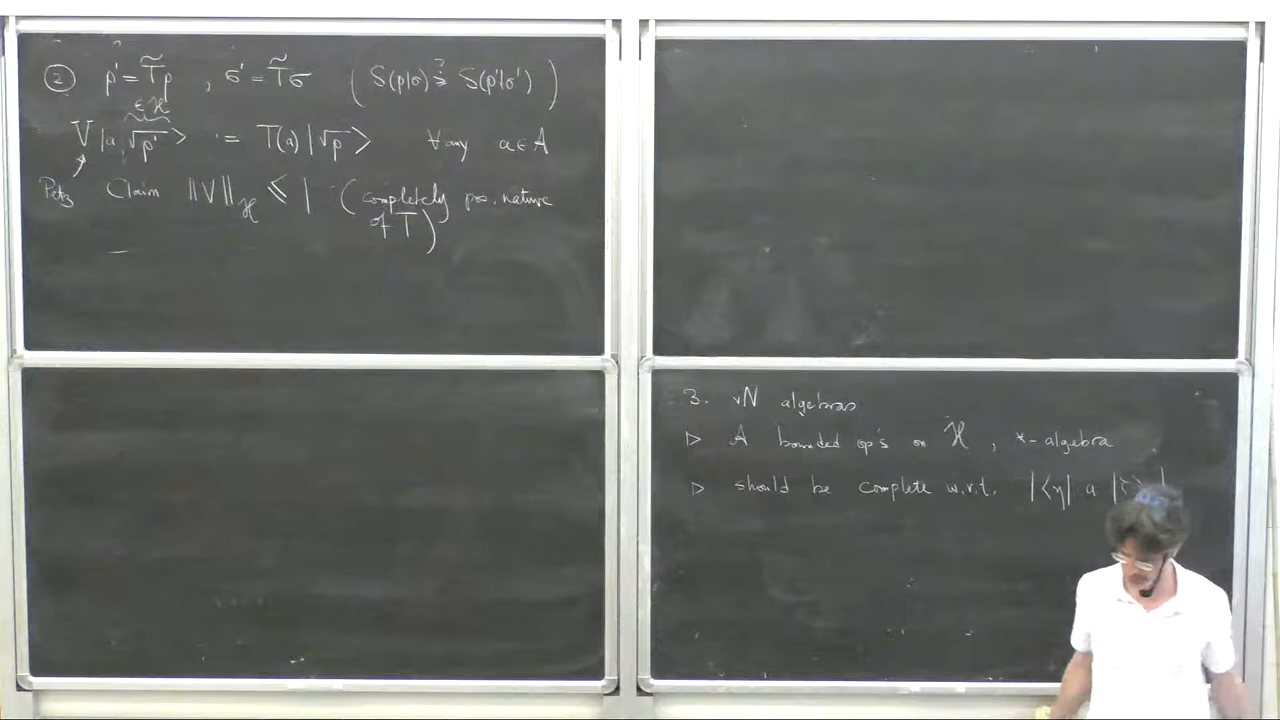 ② ρ' = T̃ρ , σ' = T̃σ ( S(ρ|σ) ≥? S(ρ'|σ') )
∈ ℋ
V |a √ρ'> := T(a) |√ρ> ∀ any a ∈ A
Petz Claim ‖V‖_ℋ ≤ 1 (completely pos. nature
of T)
3. vN algebras
▷ A bounded op's on ℋ , *-algebra
▷ should be complete w.r.t. |<η| a |